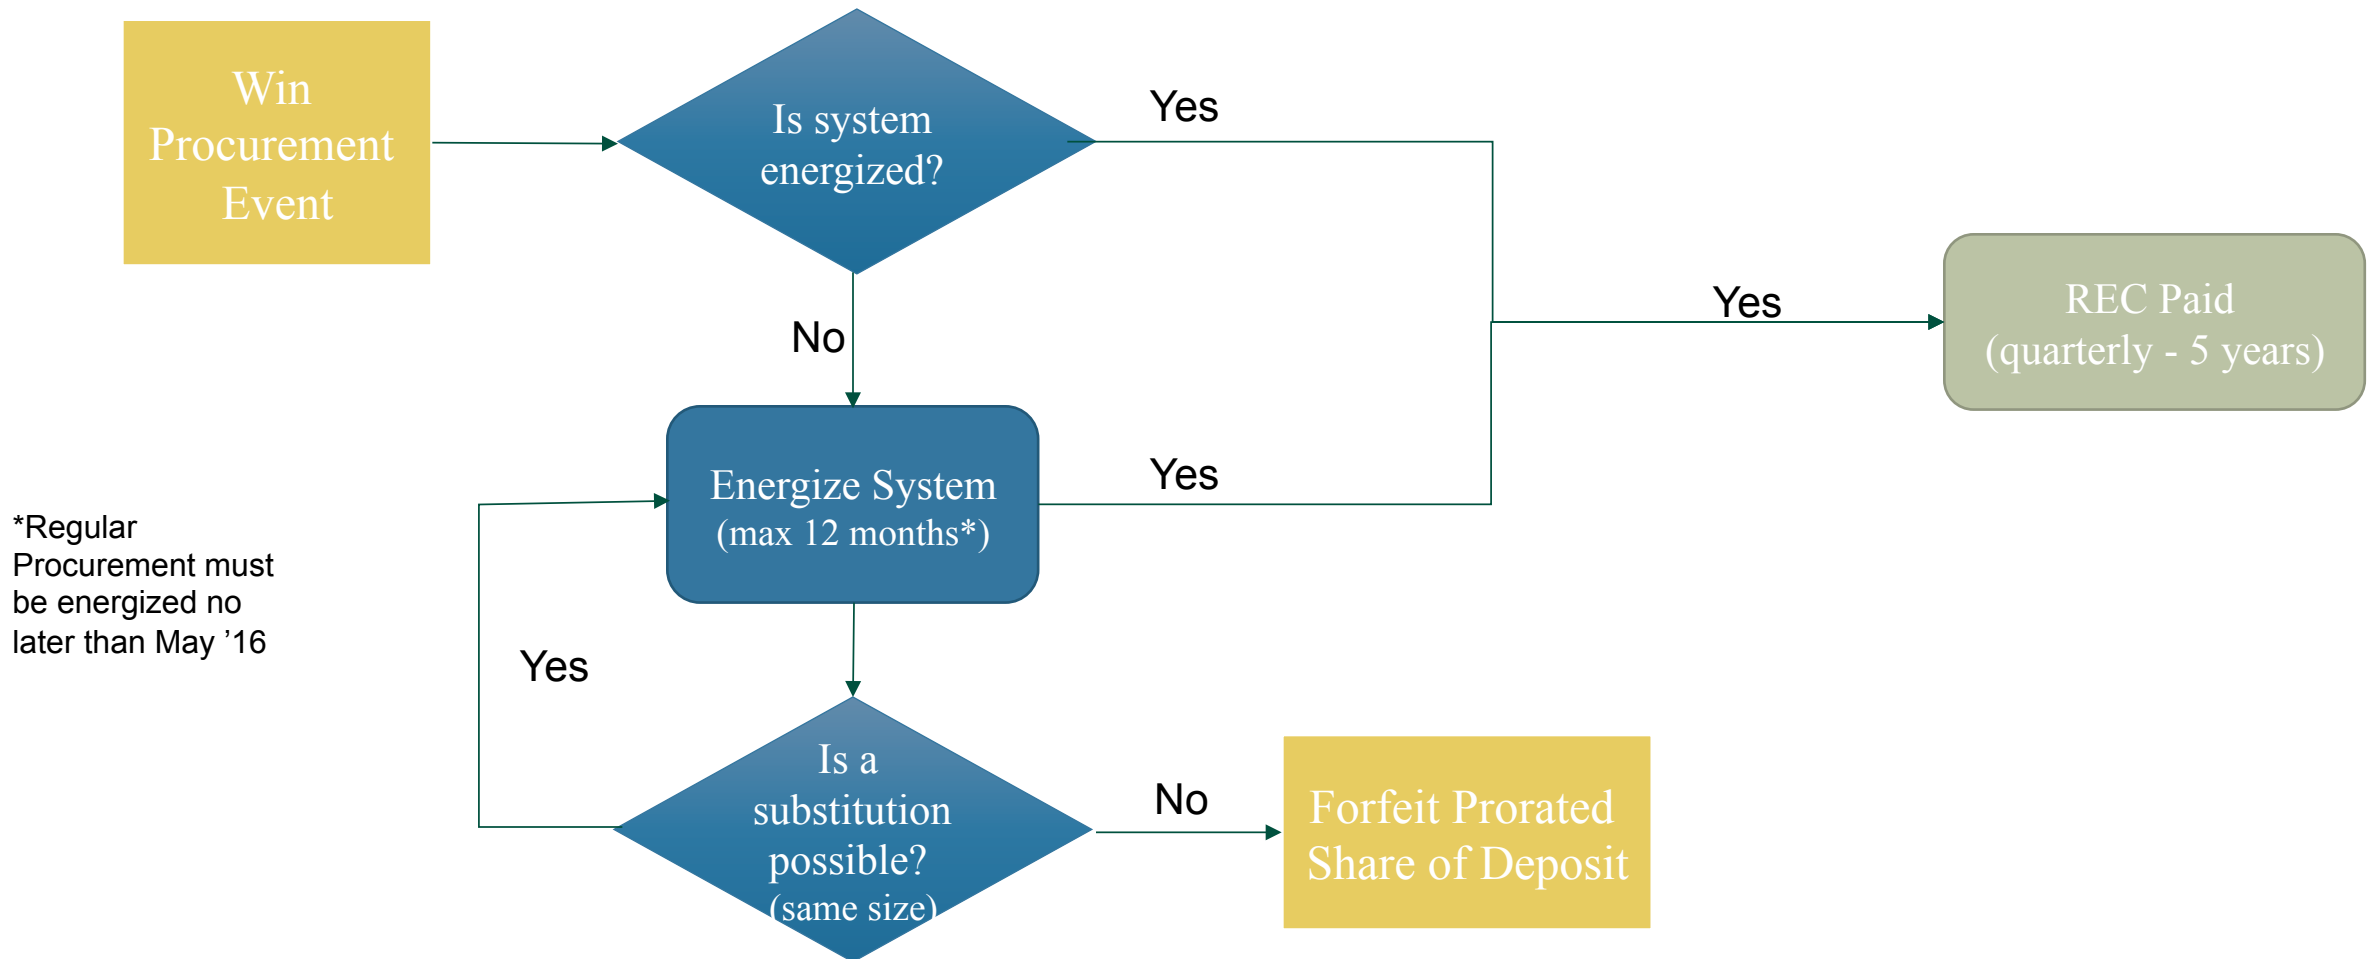 Win
Procurement
Event
Is system
energized?
Yes
No
Yes
REC Paid
(quarterly - 5 years)
Energize System
(max 12 months*)
Yes
*Regular
Procurement must
be energized no
later than May ’16
Yes
Is a
substitution
possible?
(same size)
No
Forfeit Prorated
Share of Deposit